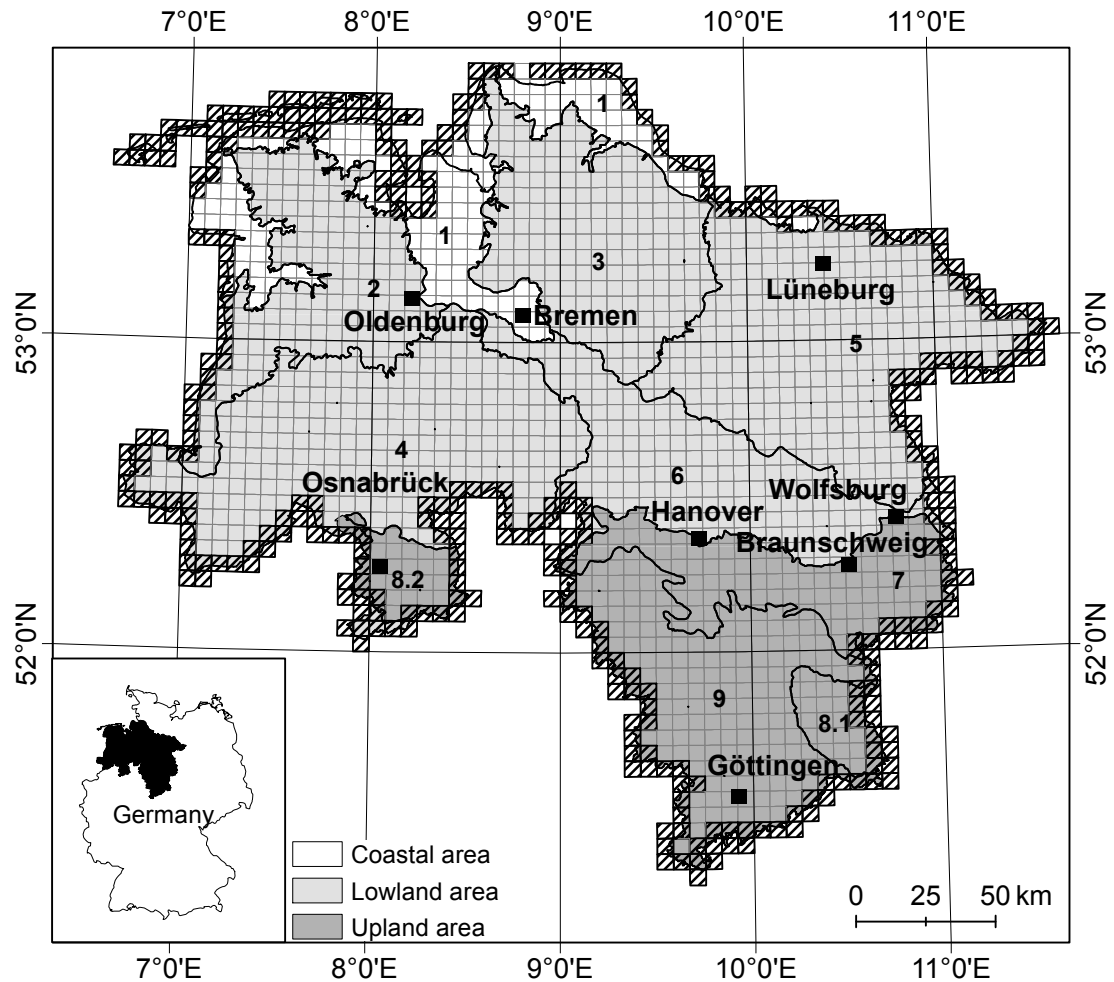 7°0'E 8°0'E 9°0'E 10°0'E 11°0'E
1
1
3
2
Lüneburg
Oldenburg
Bremen
53°0'N
53°0'N
5
4
6
Osnabrück
Wolfsburg
Hanover
Braunschweig
8.2
7
52°0'N
52°0'N
9
8.1
Göttingen
Germany
Coastal area
Lowland area
Upland area
0 25 50 km
7°0'E 8°0'E 9°0'E 10°0'E 11°0'E